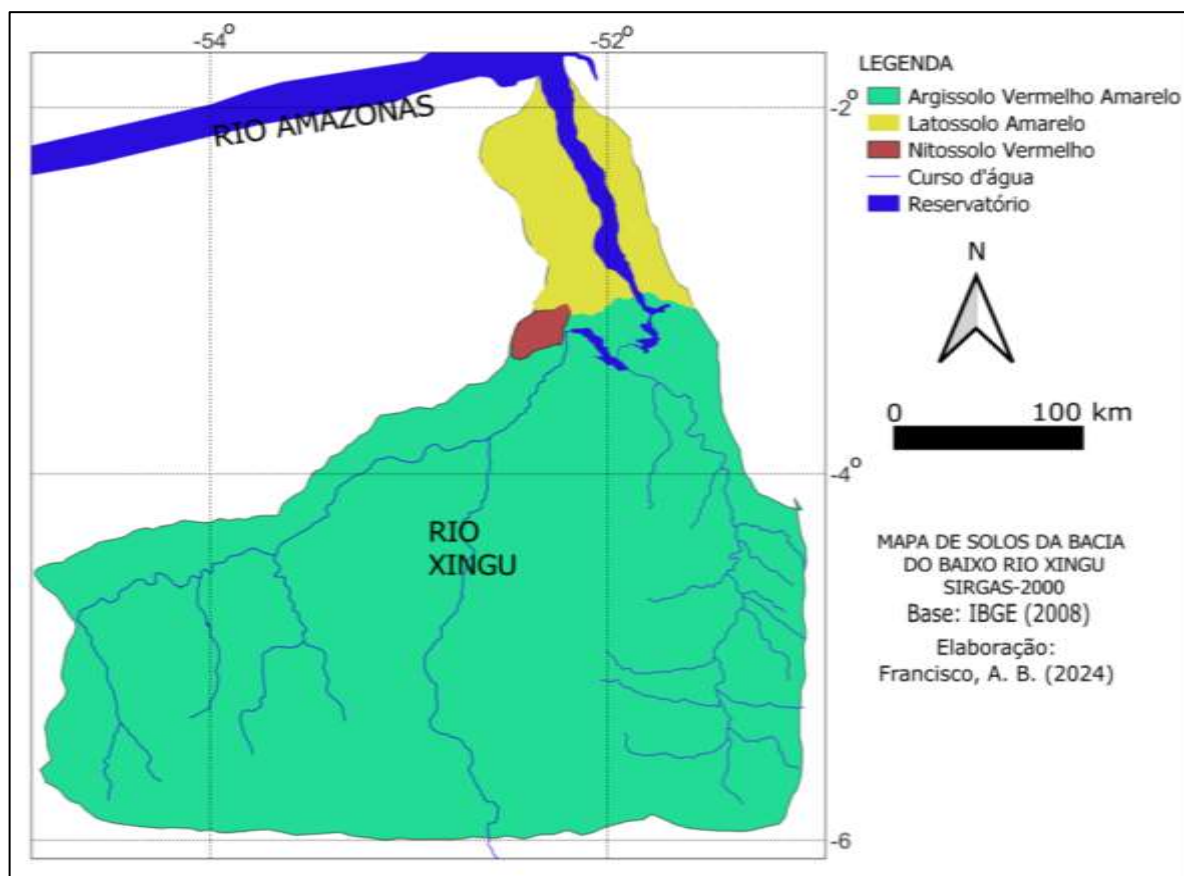 -54°
-52°
RIO AMAZONAS
-2°
LEGENDA
Argissolo Vermelho Amarelo
Latossolo Amarelo
Nitossolo Vermelho
Curso d'água
Reservatório
N
0 100 km
-4°
RIO
XINGU
MAPA DE SOLOS DA BACIA
DO BAIXO RIO XINGU
SIRGAS-2000
Base: IBGE (2008)
Elaboração:
Francisco, A. B. (2024)
-6